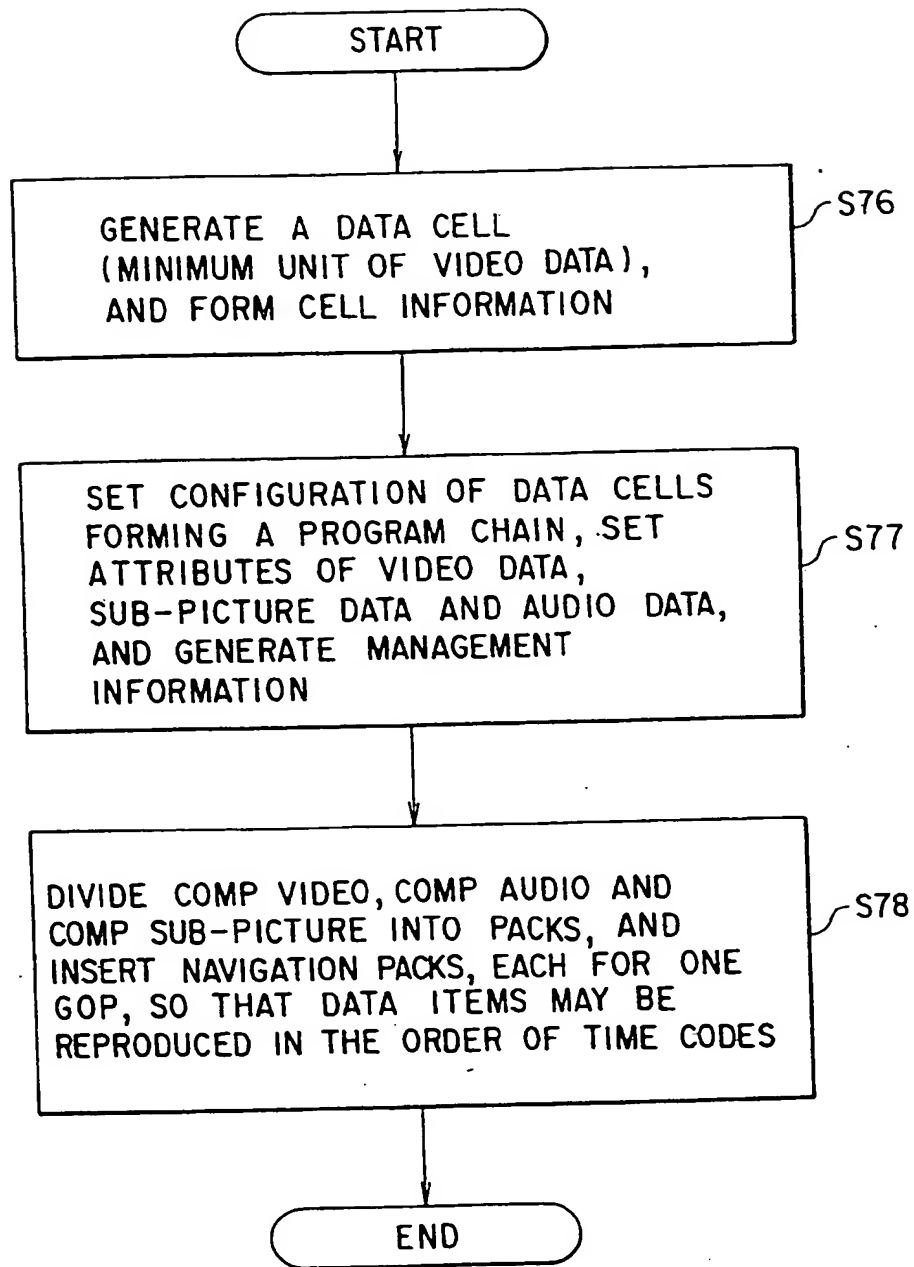 START
GENERATE A DATA CELL
(MINIMUM UNIT OF VIDEO DATA),
AND FORM CELL INFORMATION
S76
SET CONFIGURATION OF DATA CELLS
FORMING A PROGRAM CHAIN, SET
ATTRIBUTES OF VIDEO DATA,
SUB-PICTURE DATA AND AUDIO DATA,
AND GENERATE MANAGEMENT
INFORMATION
S77
DIVIDE COMP VIDEO, COMP AUDIO AND
COMP SUB-PICTURE INTO PACKS, AND
INSERT NAVIGATION PACKS, EACH FOR ONE
GOP, SO THAT DATA ITEMS MAY BE
REPRODUCED IN THE ORDER OF TIME CODES
S78
END